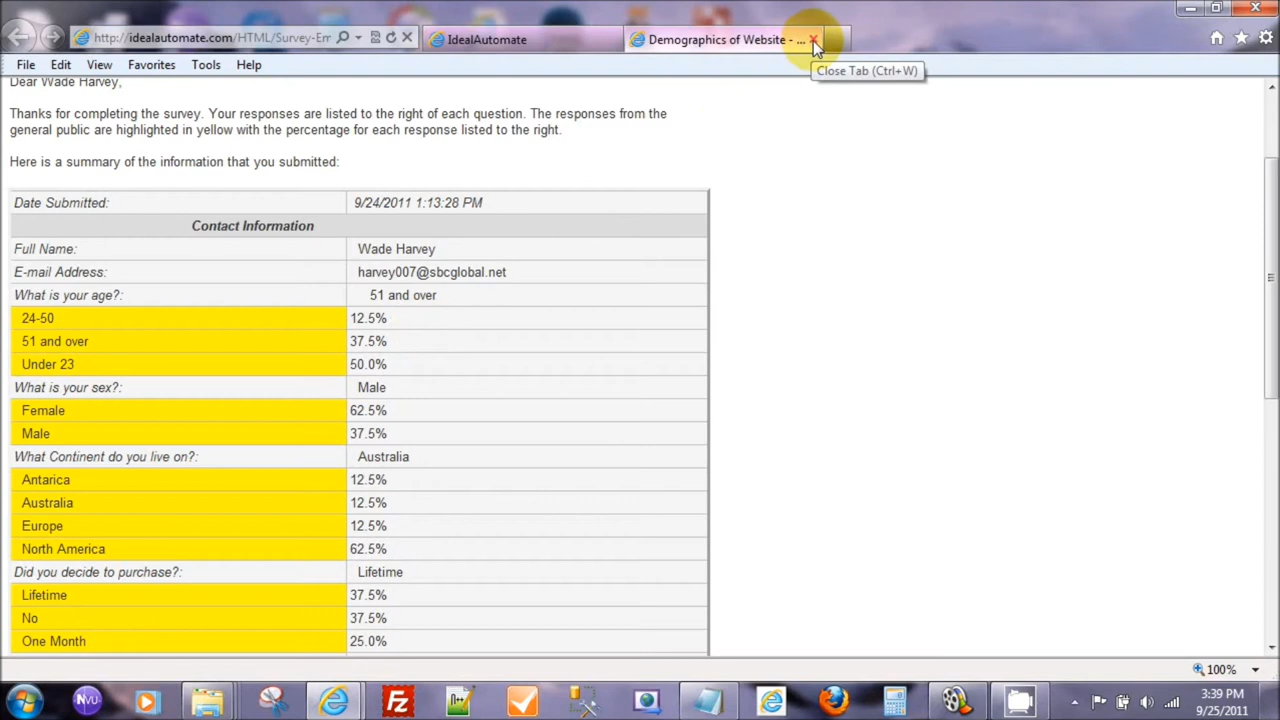 http://idealautomate.com/HTML/Survey-Em
IdealAutomate
Demographics of Website - ...
File Edit View Favorites Tools Help
Close Tab (Ctrl+W)
Dear Wade Harvey,
Thanks for completing the survey. Your responses are listed to the right of each question. The responses from the
general public are highlighted in yellow with the percentage for each response listed to the right.
Here is a summary of the information that you submitted:
Date Submitted: 9/24/2011 1:13:28 PM
Contact Information
Full Name: Wade Harvey
E-mail Address: harvey007@sbcglobal.net
What is your age?: 51 and over
24-50 12.5%
51 and over 37.5%
Under 23 50.0%
What is your sex?: Male
Female 62.5%
Male 37.5%
What Continent do you live on?: Australia
Antarica 12.5%
Australia 12.5%
Europe 12.5%
North America 62.5%
Did you decide to purchase?: Lifetime
Lifetime 37.5%
No 37.5%
One Month 25.0%
100%
NVU
FZ
n++
3:39 PM
9/25/2011